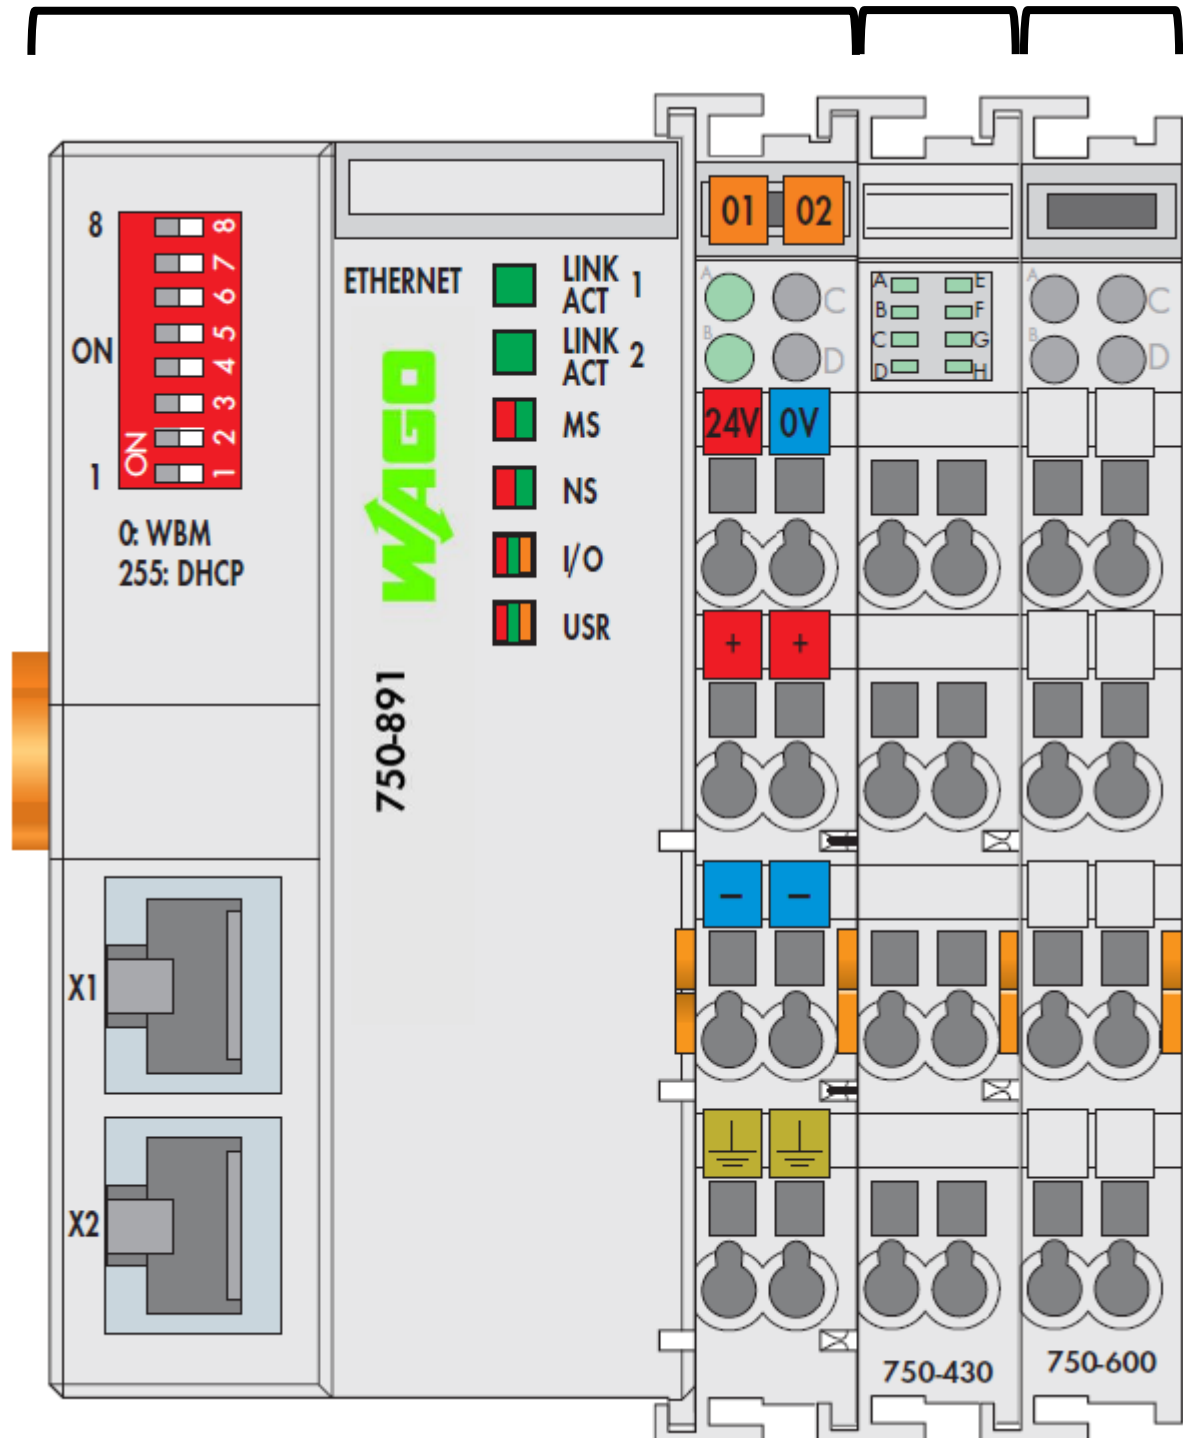 8
ON
1
0: WBM
255: DHCP
8
7
6
5
4
3
2
1
ON
ETHERNET
LINK
ACT 1
LINK
ACT 2
MS
NS
I/O
USR
WAGO
750-891
X1
X2
01 02
A C
B D
24V 0V
+ +
− −
A E
B F
C G
D H
750-430
A C
B D
750-600